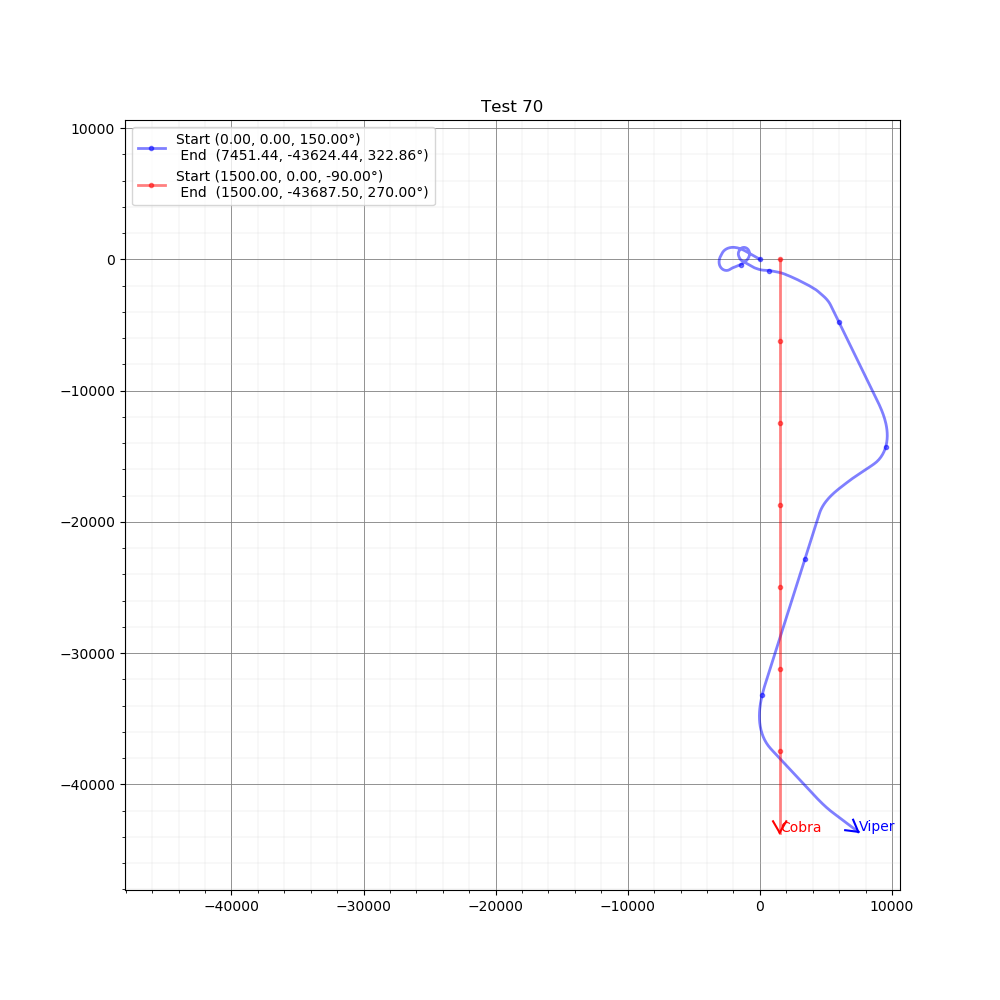 Test 70
Start (0.00, 0.00, 150.00°)
End (7451.44, -43624.44, 322.86°)
Start (1500.00, 0.00, -90.00°)
End (1500.00, -43687.50, 270.00°)
10000
0
−10000
−20000
−30000
−40000
Cobra
Viper
−40000
−30000
−20000
−10000
0
10000